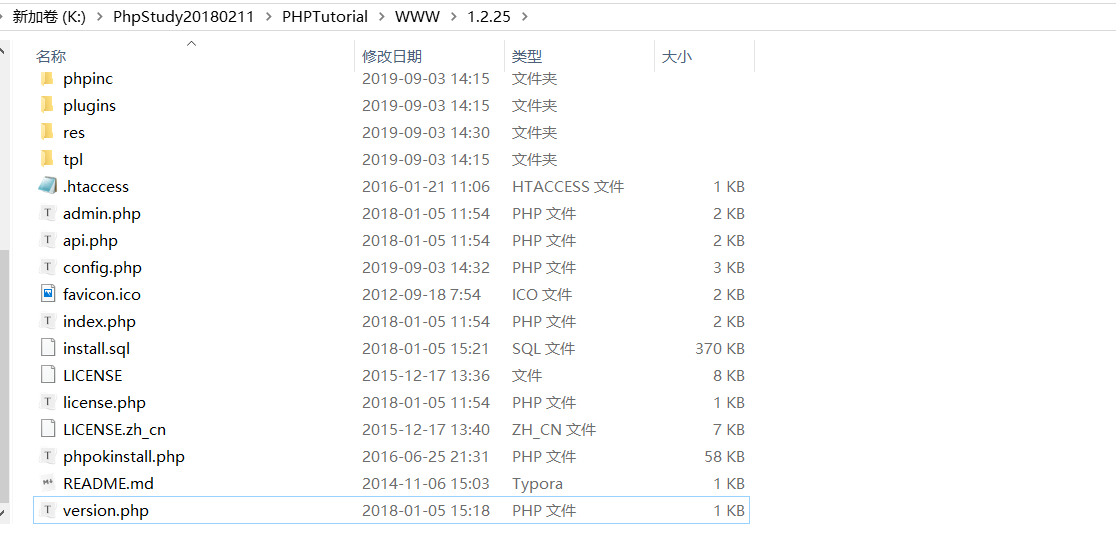 新加卷 (K:) > PhpStudy20180211 > PHPTutorial > WWW > 1.2.25 >
名称 修改日期 类型 大小
phpinc 2019-09-03 14:15 文件夹
plugins 2019-09-03 14:15 文件夹
res 2019-09-03 14:30 文件夹
tpl 2019-09-03 14:15 文件夹
.htaccess 2016-01-21 11:06 HTACCESS 文件 1 KB
admin.php 2018-01-05 11:54 PHP 文件 2 KB
api.php 2018-01-05 11:54 PHP 文件 2 KB
config.php 2019-09-03 14:32 PHP 文件 3 KB
favicon.ico 2012-09-18 7:54 ICO 文件 2 KB
index.php 2018-01-05 11:54 PHP 文件 2 KB
install.sql 2018-01-05 15:21 SQL 文件 370 KB
LICENSE 2015-12-17 13:36 文件 8 KB
license.php 2018-01-05 11:54 PHP 文件 1 KB
LICENSE.zh_cn 2015-12-17 13:40 ZH_CN 文件 7 KB
phpokinstall.php 2016-06-25 21:31 PHP 文件 58 KB
README.md 2014-11-06 15:03 Typora 1 KB
version.php 2018-01-05 15:18 PHP 文件 1 KB